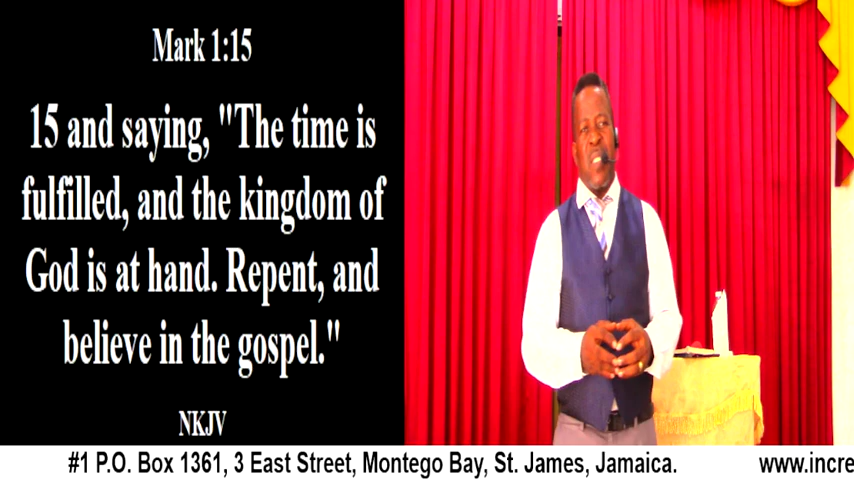 Mark 1:15
15 and saying, "The time is
fulfilled, and the kingdom of
God is at hand. Repent, and
believe in the gospel."
NKJV
#1 P.O. Box 1361, 3 East Street, Montego Bay, St. James, Jamaica. www.incre